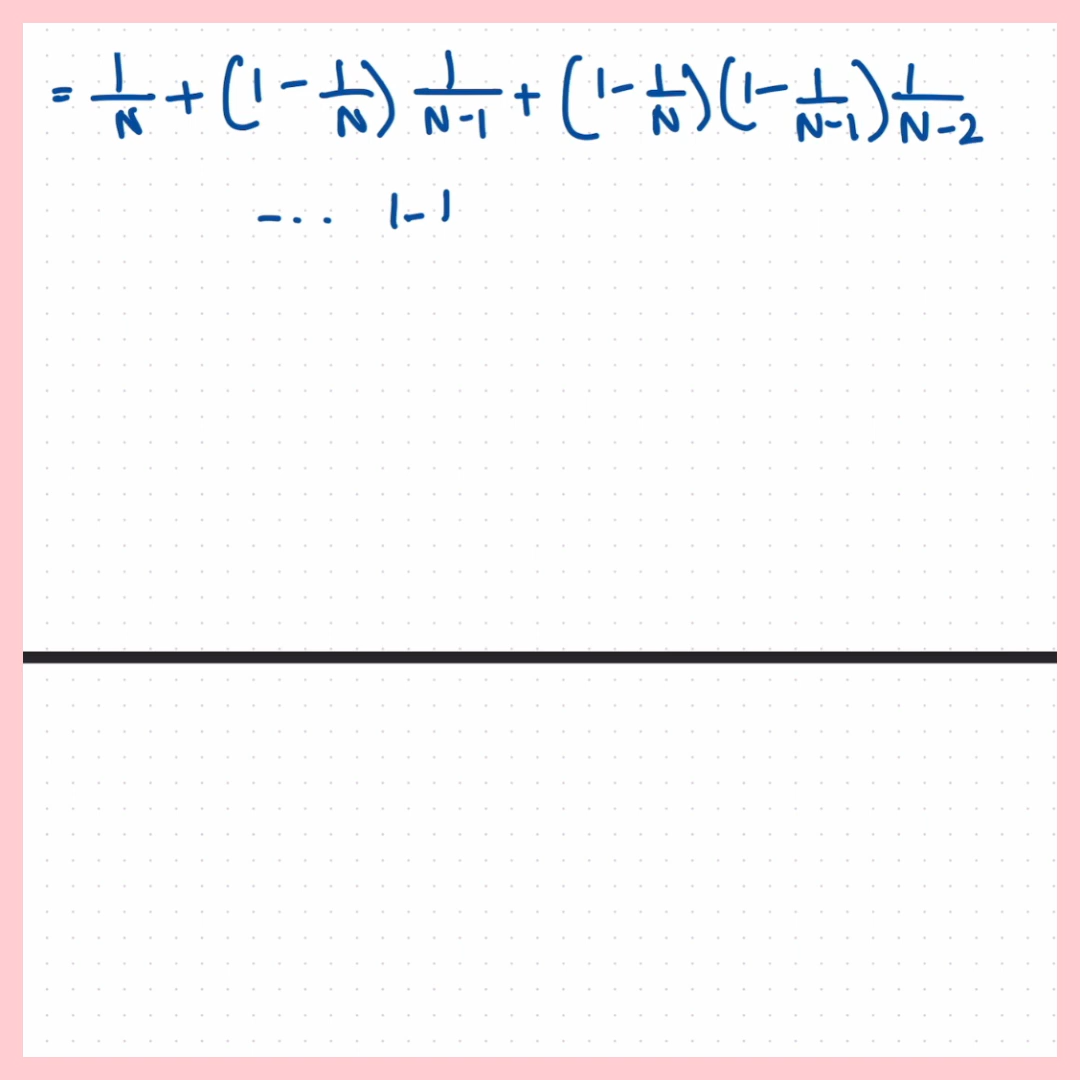 = 1/N + (1 - 1/N) 1/(N-1) + (1 - 1/N)(1 - 1/(N-1)) 1/(N-2)
-·· 1-1